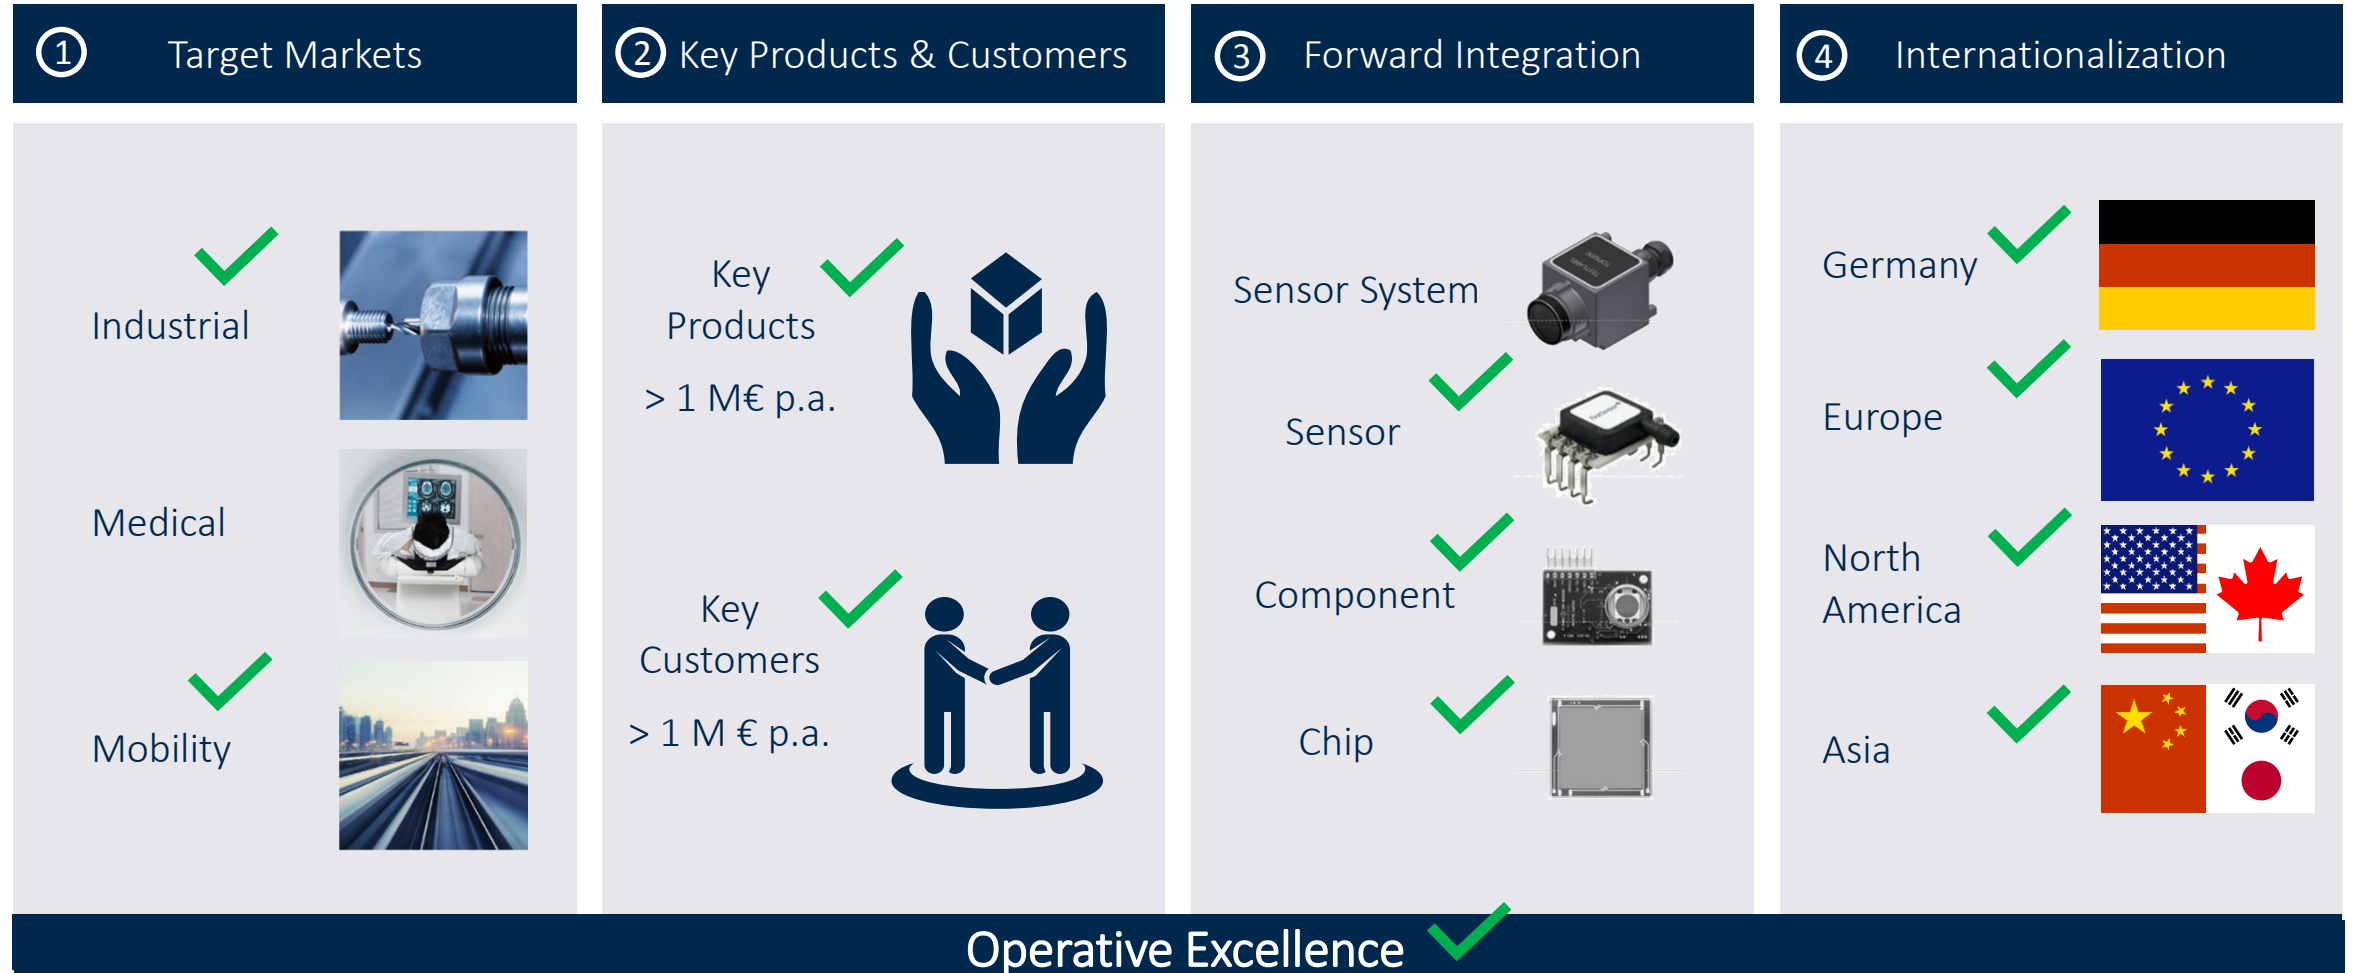 1 Target Markets
Industrial
Medical
Mobility
2 Key Products & Customers
Key
Products
> 1 M€ p.a.
Key
Customers
> 1 M € p.a.
3 Forward Integration
Sensor System
Sensor
Component
Chip
4 Internationalization
Germany
Europe
North
America
Asia
Operative Excellence